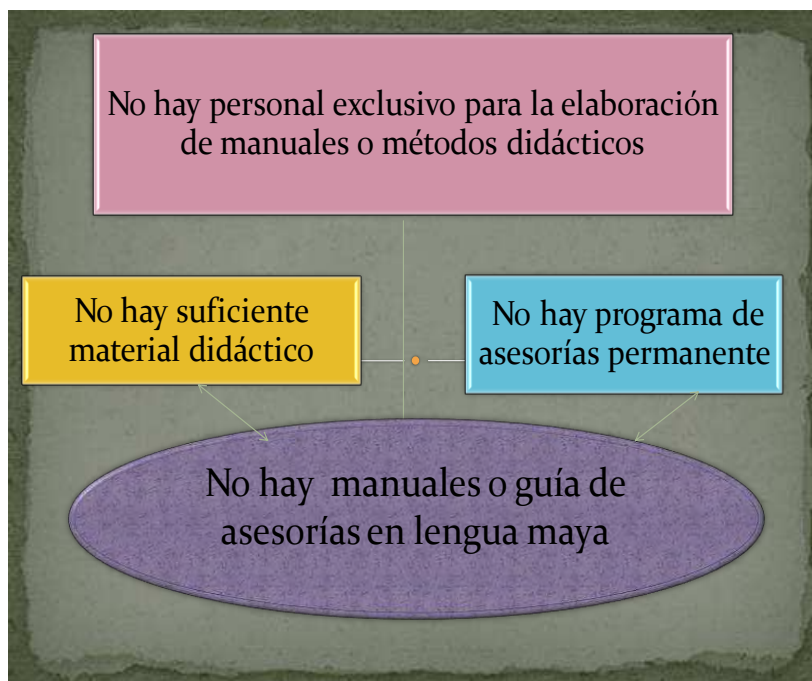 No hay personal exclusivo para la elaboración
de manuales o métodos didácticos
No hay suficiente
material didáctico
No hay programa de
asesorías permanente
No hay manuales o guía de
asesorías en lengua maya